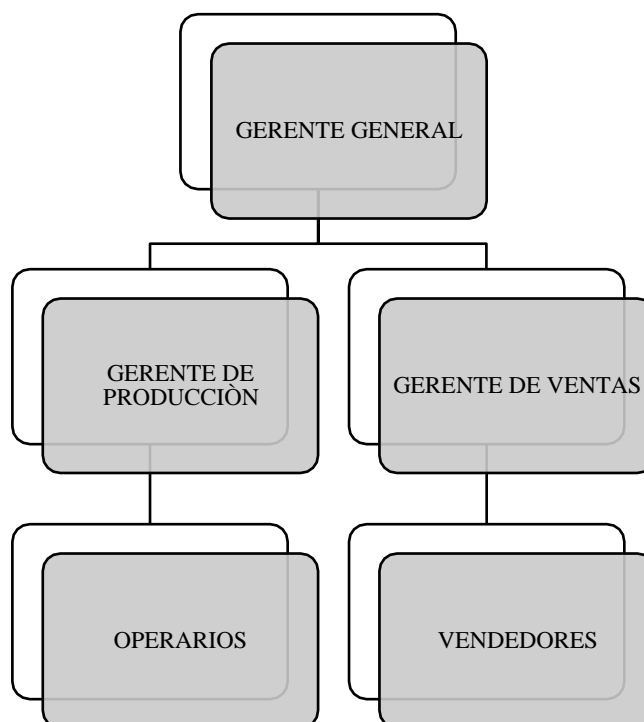 GERENTE GENERAL
GERENTE DE
PRODUCCIÒN
GERENTE DE VENTAS
OPERARIOS
VENDEDORES